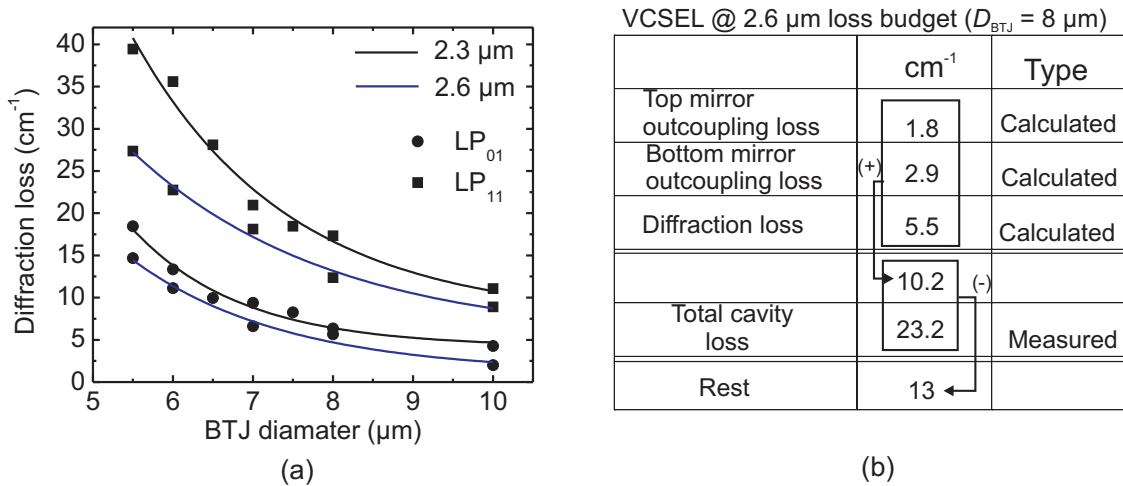 40
35
30
25
20
15
10
5
0
Diffraction loss (cm⁻¹)
2.3 µm
2.6 µm
LP₀₁
LP₁₁
5 6 7 8 9 10
BTJ diamater (µm)
(a)
VCSEL @ 2.6 µm loss budget (D_BTJ = 8 µm)
cm⁻¹ Type
Top mirror
outcoupling loss 1.8 Calculated
Bottom mirror
outcoupling loss 2.9 Calculated
(+)
Diffraction loss 5.5 Calculated
10.2 (-)
Total cavity
loss 23.2 Measured
Rest 13
(b)